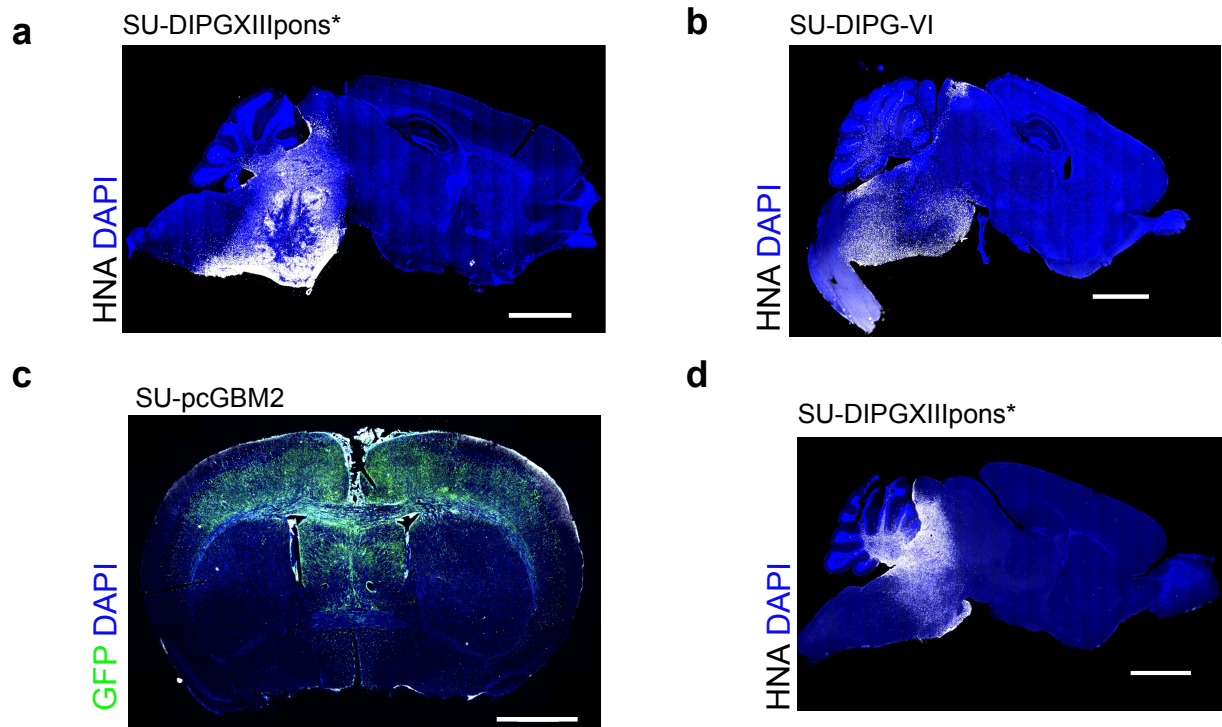 a
SU-DIPGXIIIpons*
HNA DAPI
b
SU-DIPG-VI
HNA DAPI
c
SU-pcGBM2
GFP DAPI
d
SU-DIPGXIIIpons*
HNA DAPI